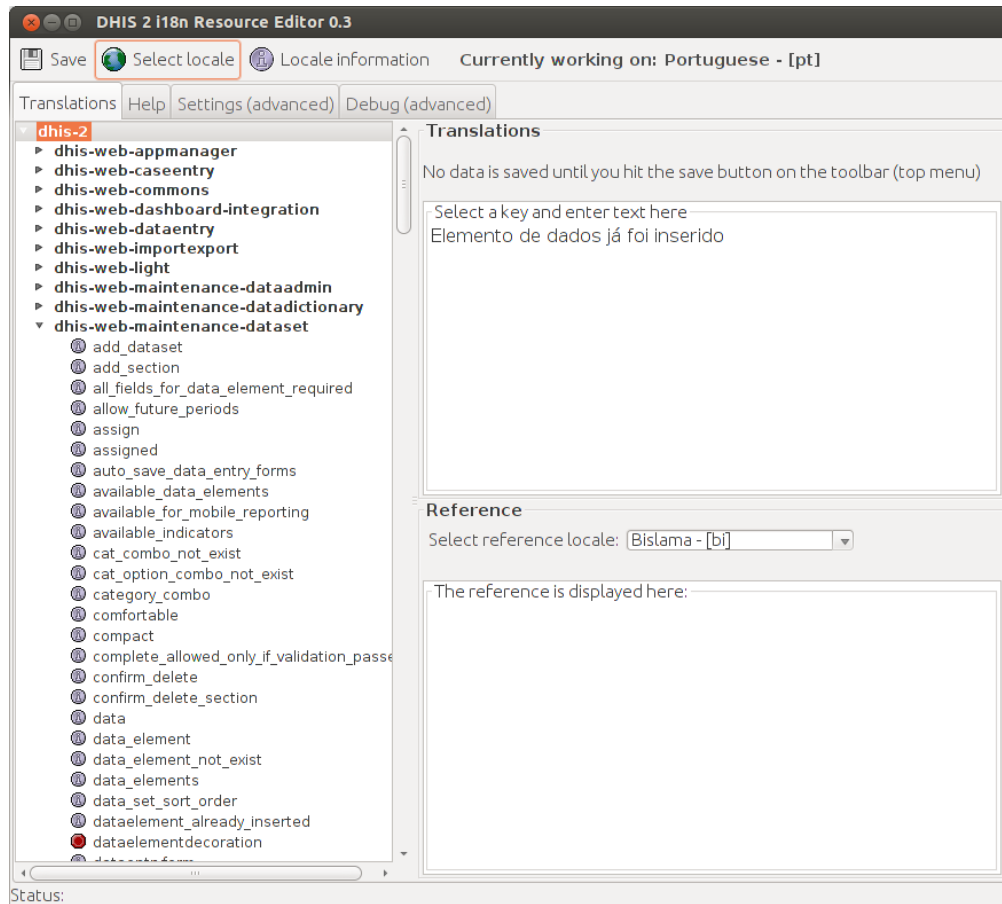 DHIS 2 i18n Resource Editor 0.3
Save Select locale Locale information Currently working on: Portuguese - [pt]
Translations Help Settings (advanced) Debug (advanced)
dhis-2
dhis-web-appmanager
dhis-web-caseentry
dhis-web-commons
dhis-web-dashboard-integration
dhis-web-dataentry
dhis-web-importexport
dhis-web-light
dhis-web-maintenance-dataadmin
dhis-web-maintenance-datadictionary
dhis-web-maintenance-dataset
add_dataset
add_section
all_fields_for_data_element_required
allow_future_periods
assign
assigned
auto_save_data_entry_forms
available_data_elements
available_for_mobile_reporting
available_indicators
cat_combo_not_exist
cat_option_combo_not_exist
category_combo
comfortable
compact
complete_allowed_only_if_validation_passe
confirm_delete
confirm_delete_section
data
data_element
data_element_not_exist
data_elements
data_set_sort_order
dataelement_already_inserted
dataelementdecoration
Translations
No data is saved until you hit the save button on the toolbar (top menu)
Select a key and enter text here
Elemento de dados já foi inserido
Reference
Select reference locale: Bislama - [bi]
The reference is displayed here:
Status: